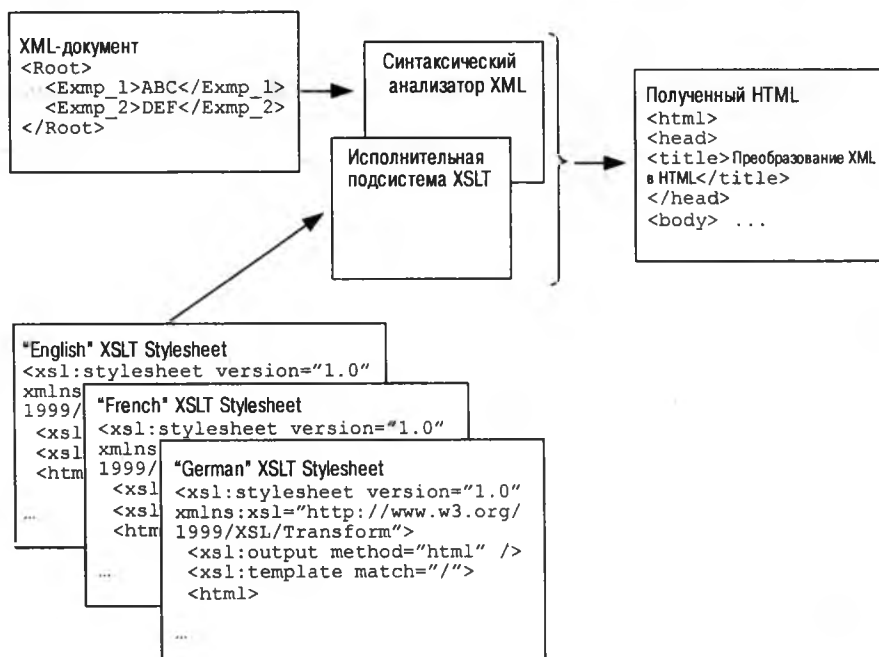 XML-документ
<Root>
<Exmp_1>ABC</Exmp_1>
<Exmp_2>DEF</Exmp_2>
</Root>
Синтаксический
анализатор XML
Исполнительная
подсистема XSLT
Полученный HTML
<html>
<head>
<title>Преобразование XML
в HTML</title>
</head>
<body> ...
"English" XSLT Stylesheet
<xsl:stylesheet version="1.0"
xmlns
1999/
<xsl
<xsl
<htm
...
"French" XSLT Stylesheet
<xsl:stylesheet version="1.0"
xmlns
1999/
<xsl
<xsl
<htm
...
"German" XSLT Stylesheet
<xsl:stylesheet version="1.0"
xmlns:xsl="http://www.w3.org/
1999/XSL/Transform">
<xsl:output method="html" />
<xsl:template match="/">
<html>
...